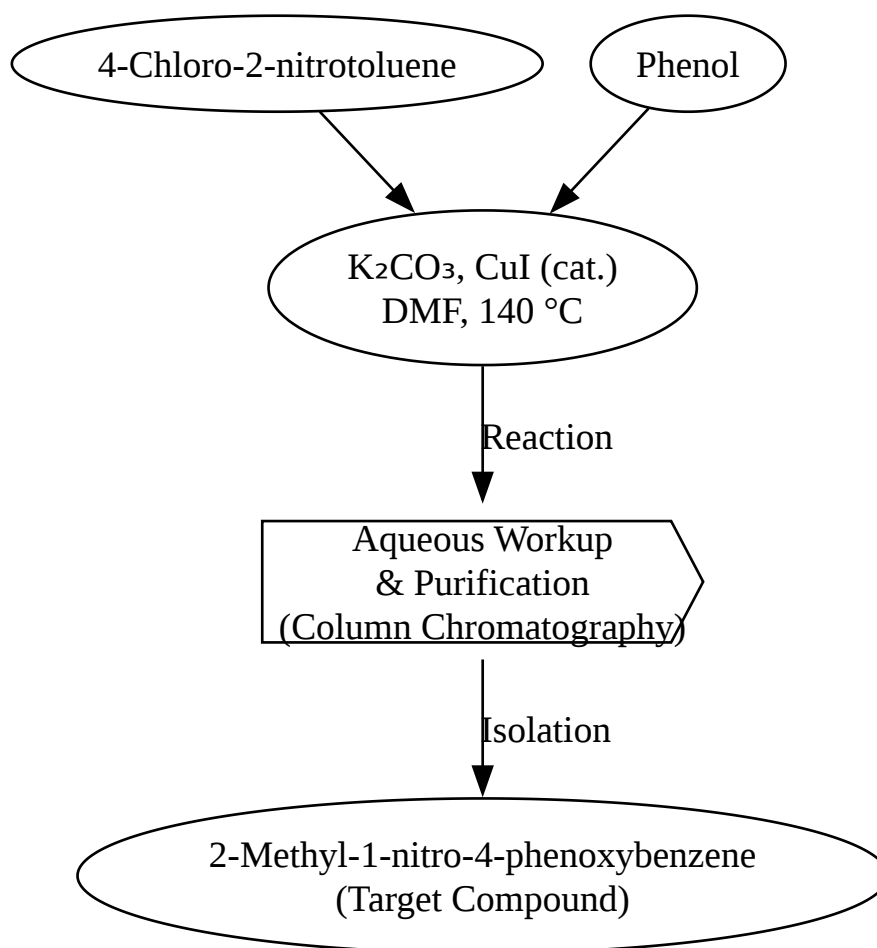 4-Chloro-2-nitrotoluene
Phenol
K₂CO₃, CuI (cat.)
DMF, 140 °C
Reaction
Aqueous Workup
& Purification
(Column Chromatography)
Isolation
2-Methyl-1-nitro-4-phenoxybenzene
(Target Compound)